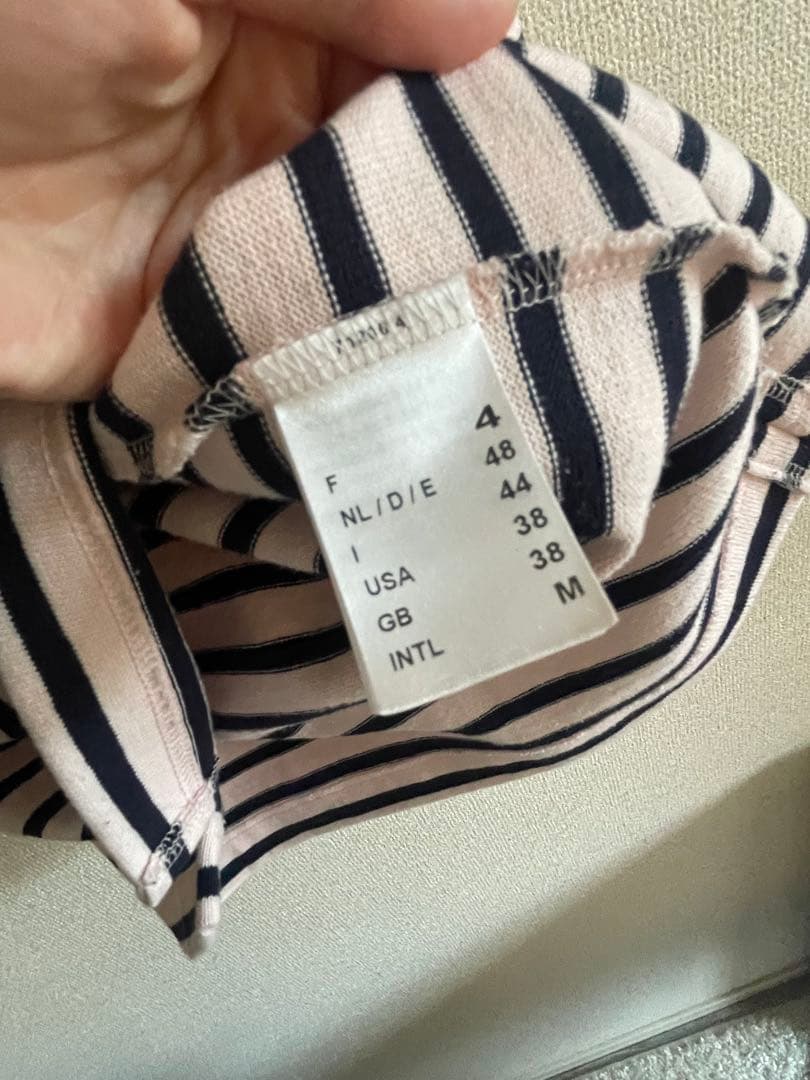 F 4
NL / D / E 48
I 44
USA 38
GB 38
INTL M